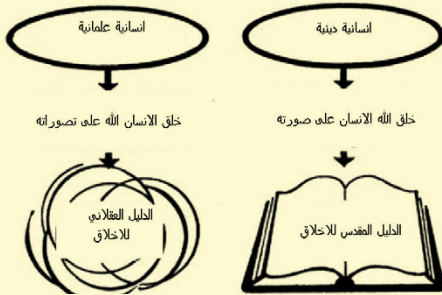 انسانية دينية
خلق الله الانسان على صورته
الدليل المقدس للاخلاق
انسانية علمانية
خلق الانسان الله على تصوراته
الدليل العقلاني
للاخلاق